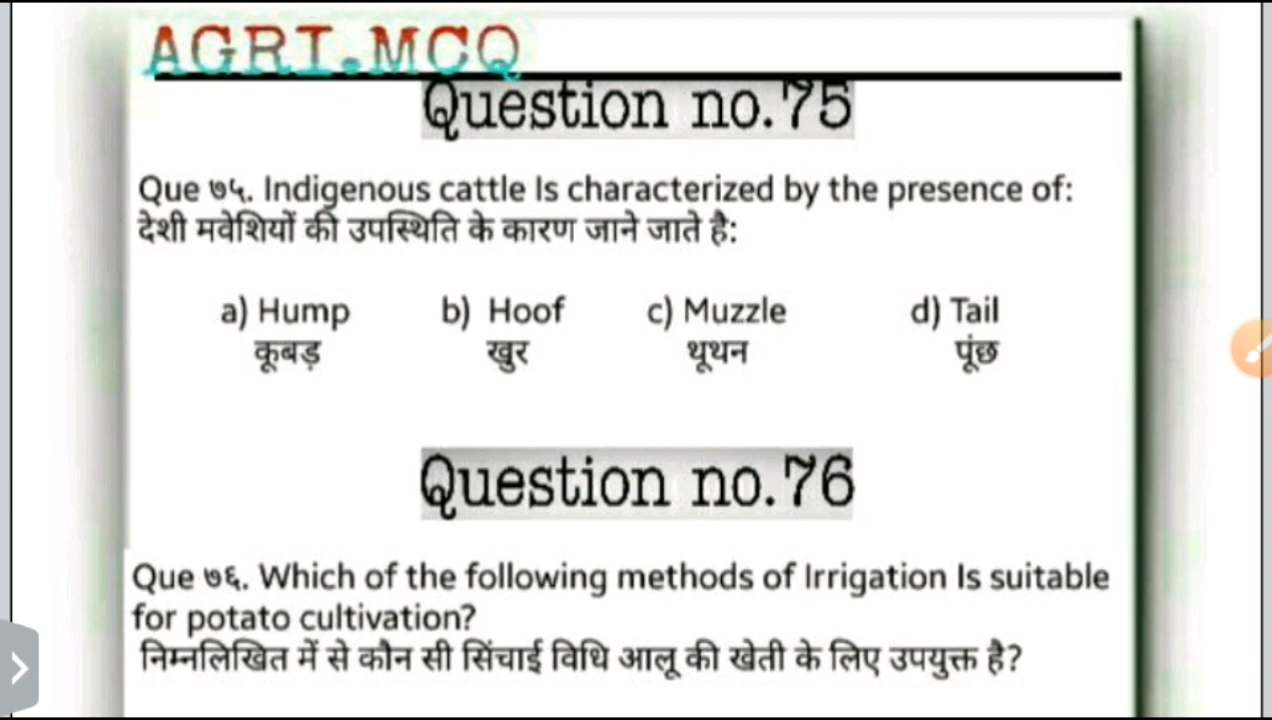 AGRI.MCQ
Question no.75
Que ७५. Indigenous cattle Is characterized by the presence of:
देशी मवेशियों की उपस्थिति के कारण जाने जाते है:
a) Hump b) Hoof c) Muzzle d) Tail
कूबड़ खुर थूथन पूंछ
Question no.76
Que ७६. Which of the following methods of Irrigation Is suitable
for potato cultivation?
निम्नलिखित में से कौन सी सिंचाई विधि आलू की खेती के लिए उपयुक्त है?